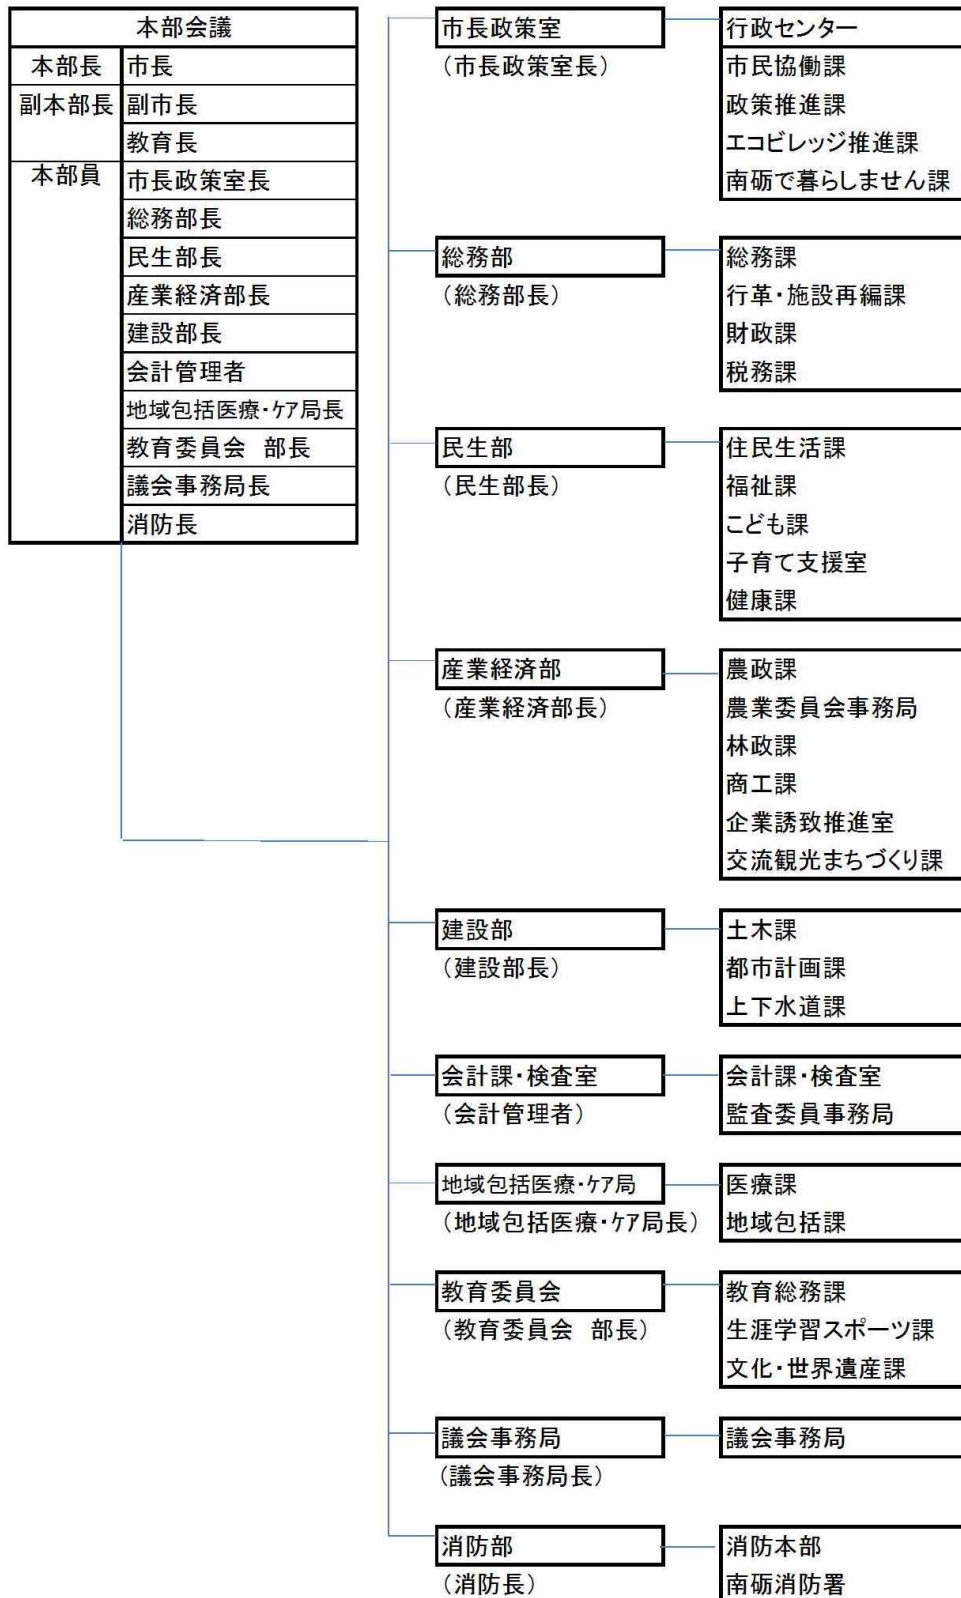 本部会議
本部長 市長
副本部長 副市長
教育長
本部員 市長政策室長
総務部長
民生部長
産業経済部長
建設部長
会計管理者
地域包括医療・ケア局長
教育委員会　部長
議会事務局長
消防長
市長政策室
(市長政策室長)
行政センター
市民協働課
政策推進課
エコビレッジ推進課
南砺で暮らしません課
総務部
(総務部長)
総務課
行革・施設再編課
財政課
税務課
民生部
(民生部長)
住民生活課
福祉課
こども課
子育て支援室
健康課
産業経済部
(産業経済部長)
農政課
農業委員会事務局
林政課
商工課
企業誘致推進室
交流観光まちづくり課
建設部
(建設部長)
土木課
都市計画課
上下水道課
会計課・検査室
(会計管理者)
会計課・検査室
監査委員事務局
地域包括医療・ケア局
(地域包括医療・ケア局長)
医療課
地域包括課
教育委員会
(教育委員会　部長)
教育総務課
生涯学習スポーツ課
文化・世界遺産課
議会事務局
(議会事務局長)
議会事務局
消防部
(消防長)
消防本部
南砺消防署